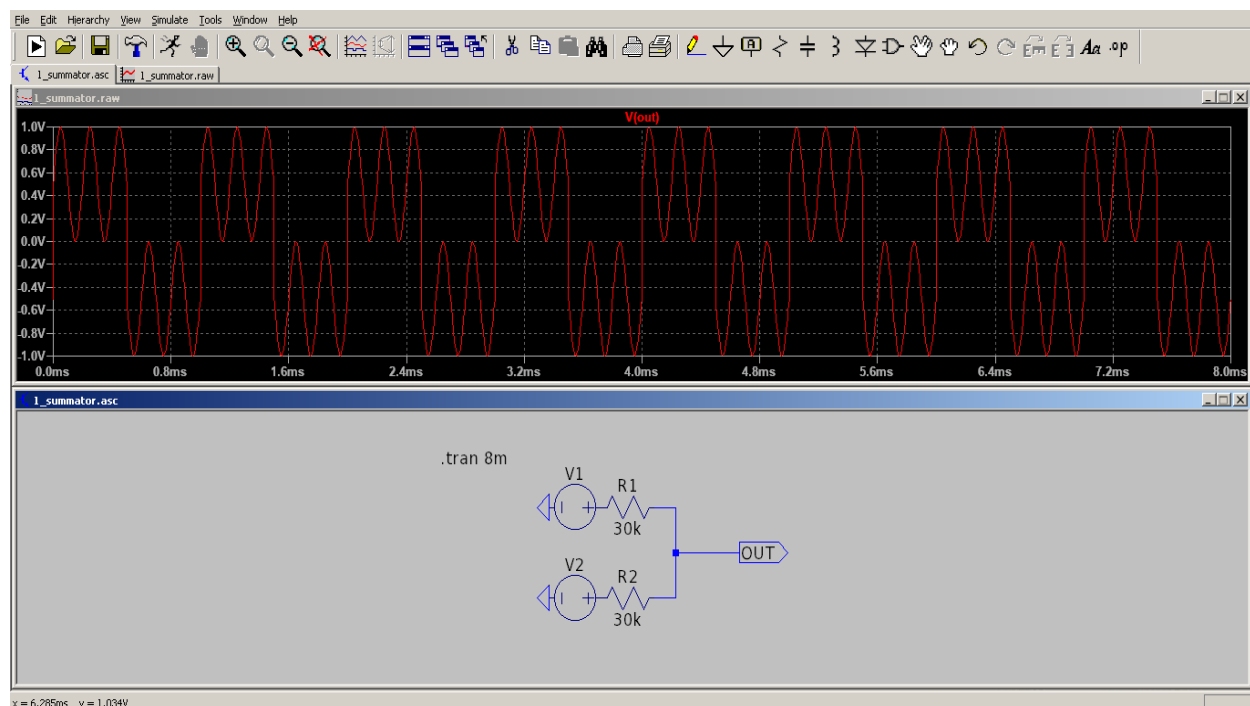 File Edit Hierarchy View Simulate Tools Window Help
A Aa .op
1_summator.asc 1_summator.raw
1_summator.raw
V(out)
1.0V
0.8V
0.6V
0.4V
0.2V
0.0V
-0.2V
-0.4V
-0.6V
-0.8V
-1.0V
0.0ms 0.8ms 1.6ms 2.4ms 3.2ms 4.0ms 4.8ms 5.6ms 6.4ms 7.2ms 8.0ms
1_summator.asc
.tran 8m
V1
R1
30k
OUT
V2
R2
30k
x = 6.285ms y = 1.034V